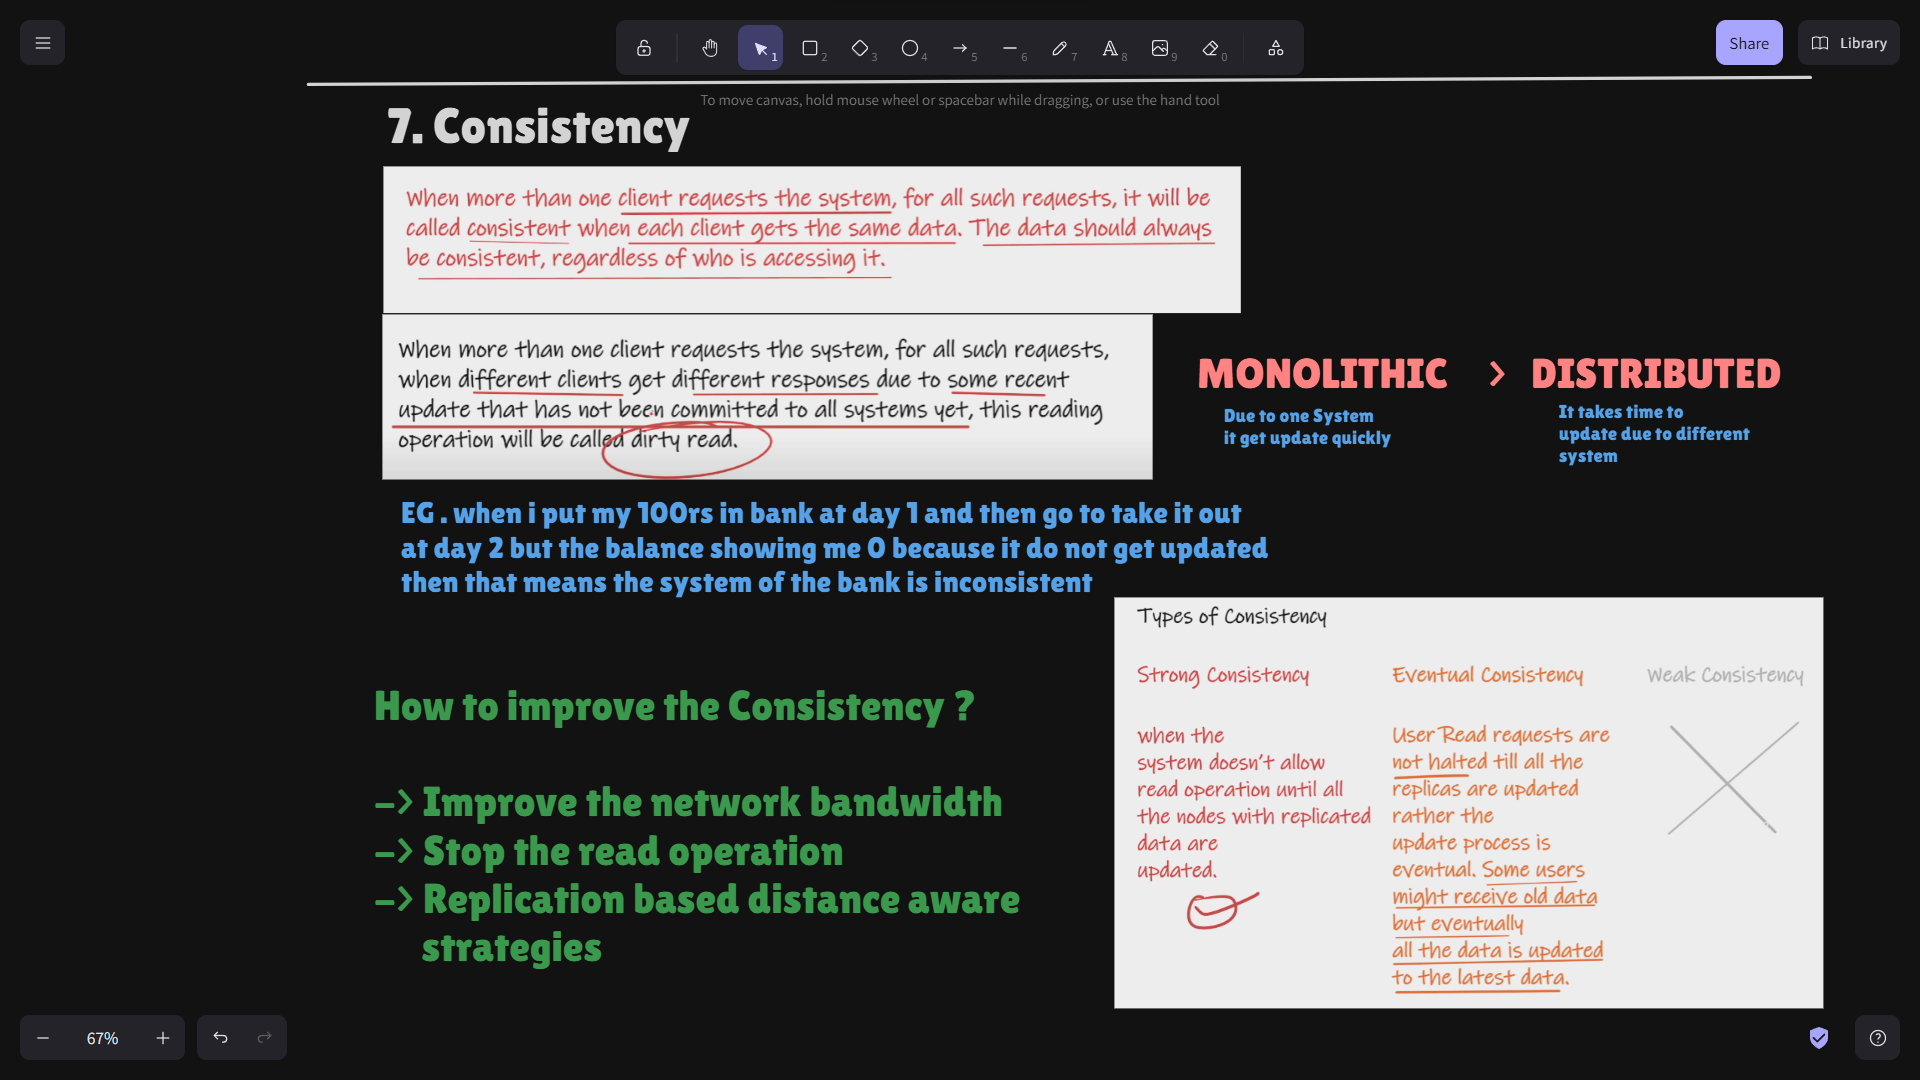 1
2
3
4
5
6
7
8
9
0
Share
Library
To move canvas, hold mouse wheel or spacebar while dragging, or use the hand tool
7. Consistency
When more than one client requests the system, for all such requests, it will be
called consistent when each client gets the same data. The data should always
be consistent, regardless of who is accessing it.
When more than one client requests the system, for all such requests,
when different clients get different responses due to some recent
update that has not been committed to all systems yet, this reading
operation will be called dirty read.
MONOLITHIC > DISTRIBUTED
Due to one System
it get update quickly
It takes time to
update due to different
system
EG . when i put my 100rs in bank at day 1 and then go to take it out
at day 2 but the balance showing me 0 because it do not get updated
then that means the system of the bank is inconsistent
How to improve the Consistency ?
-> Improve the network bandwidth
-> Stop the read operation
-> Replication based distance aware
strategies
Types of Consistency
Strong Consistency
when the
system doesn't allow
read operation until all
the nodes with replicated
data are
updated.
Eventual Consistency
User Read requests are
not halted till all the
replicas are updated
rather the
update process is
eventual. Some users
might receive old data
but eventually
all the data is updated
to the latest data.
Weak Consistency
67%